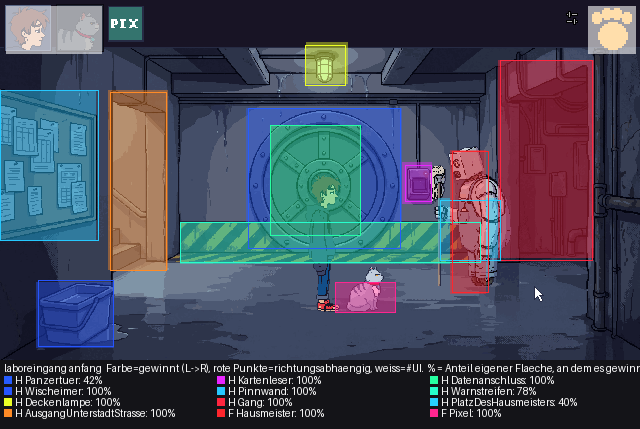 PIX
laboreingang anfang Farbe=gewinnt (L->R), rote Punkte=richtungsabhaengig, weiss=#UI. % = Anteil eigener Flaeche, an dem es gewinn
H Panzertuer: 42%
H Kartenleser: 100%
H Datenanschluss: 100%
H Wischeimer: 100%
H Pinnwand: 100%
H Warnstreifen: 78%
H Deckenlampe: 100%
H Gang: 100%
H PlatzDesHausmeisters: 40%
H AusgangUnterstadtStrasse: 100%
F Hausmeister: 100%
F Pixel: 100%